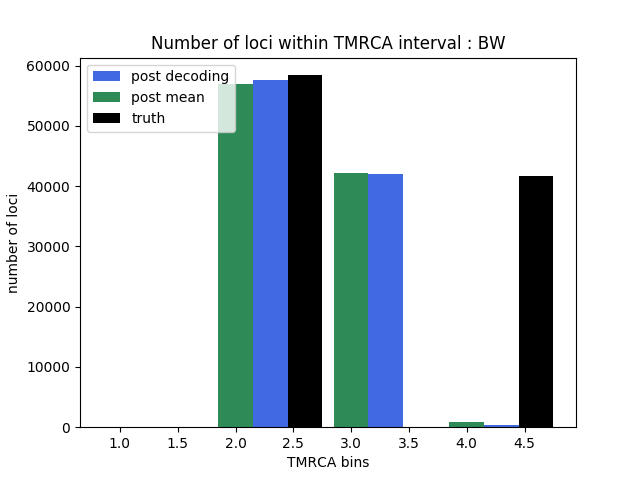 Number of loci within TMRCA interval : BW
post decoding
post mean
truth
60000
50000
40000
30000
20000
10000
0
number of loci
1.0 1.5 2.0 2.5 3.0 3.5 4.0 4.5
TMRCA bins